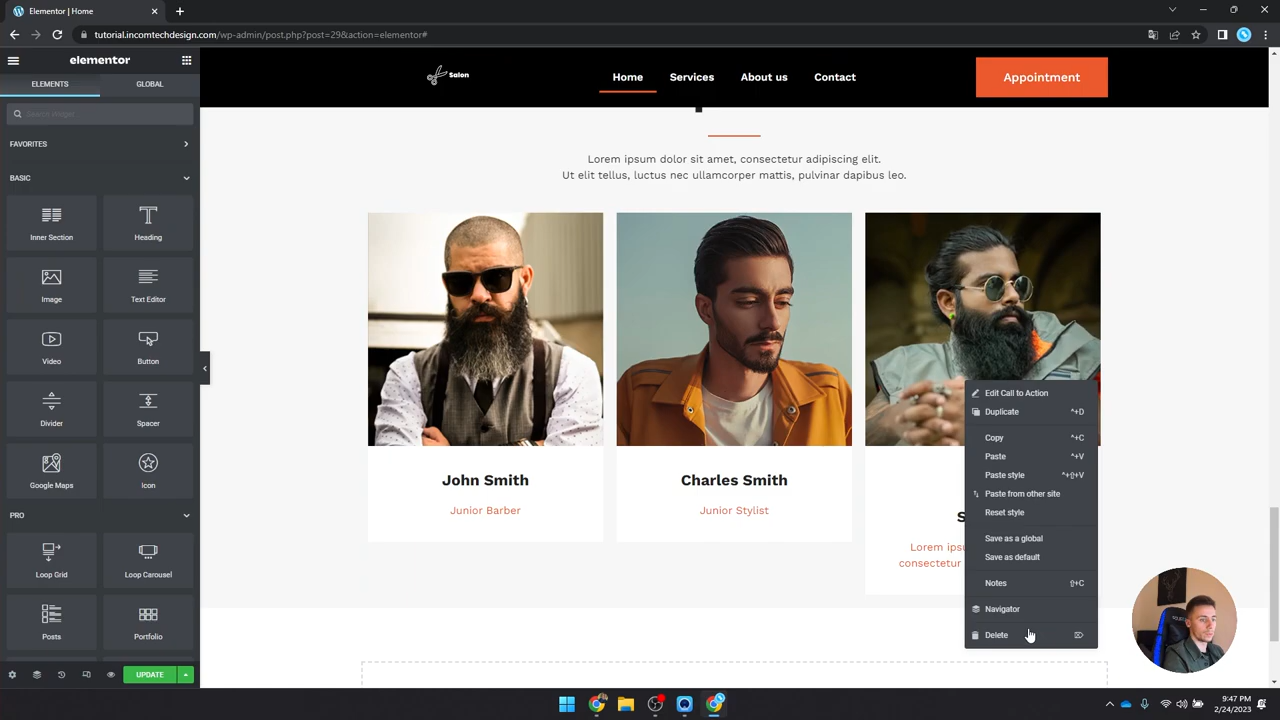 Edit Home with Elementor
tutorial.incomtechdesign.com/wp-admin/post.php?post=29&action=elementor#
elementor
ELEMENTS
GLOBAL
Search Widget
FAVORITES
BASIC
Inner Section
Heading
Image
Text Editor
Video
Button
Divider
Spacer
Google Maps
Icon
PRO
Loop Grid
Loop Carousel
Posts
Portfolio
UPDATE
Salon
Home
Services
About us
Contact
Appointment
Lorem ipsum dolor sit amet, consectetur adipiscing elit.
Ut elit tellus, luctus nec ullamcorper mattis, pulvinar dapibus leo.
John Smith
Junior Barber
Charles Smith
Junior Stylist
S
Lorem ipsu
consectetur
Edit Call to Action
Duplicate ^+D
Copy ^+C
Paste ^+V
Paste style ^+⇧+V
Paste from other site
Reset style
Save as a global
Save as default
Notes ⇧+C
Navigator
Delete
9:47 PM
2/24/2023